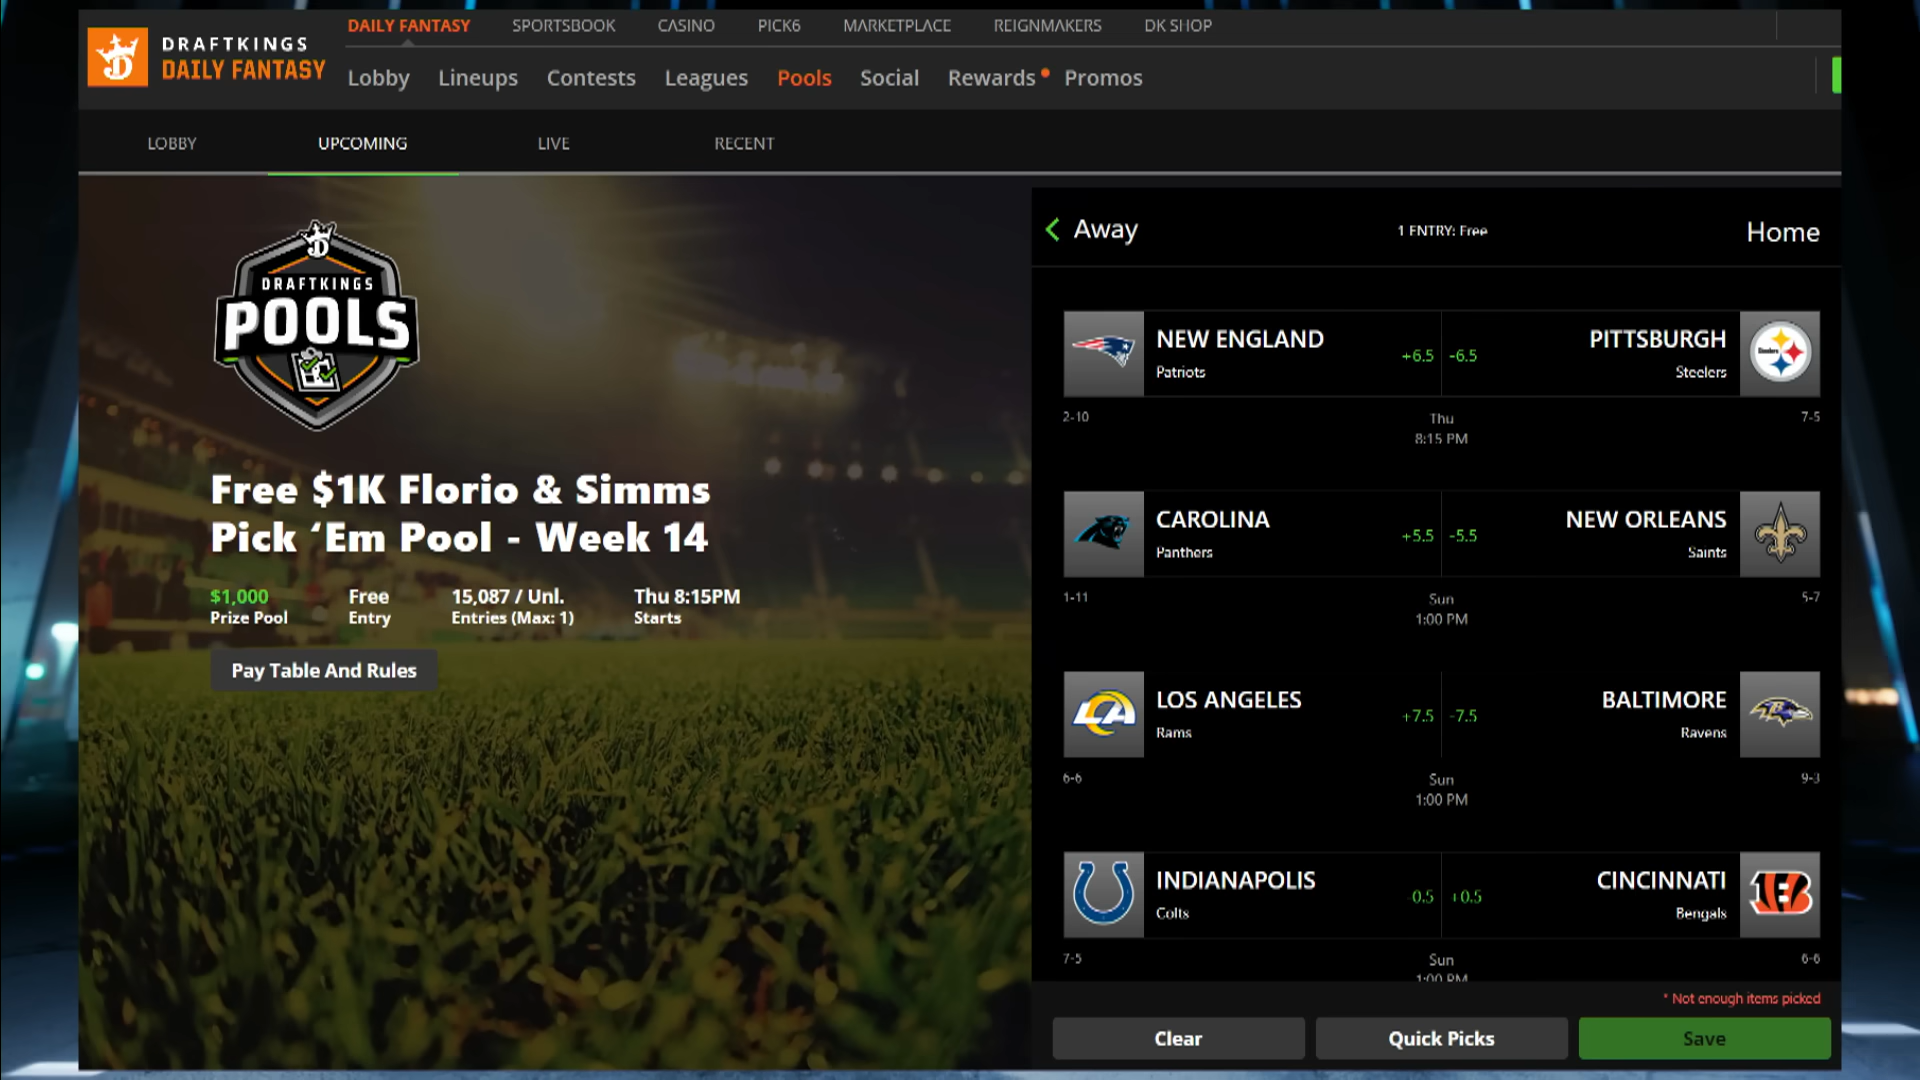 DAILY FANTASY SPORTSBOOK CASINO PICK6 MARKETPLACE REIGNMAKERS DK SHOP
DRAFTKINGS
DAILY FANTASY
Lobby Lineups Contests Leagues Pools Social Rewards Promos
LOBBY UPCOMING LIVE RECENT
DRAFTKINGS
POOLS
Free $1K Florio & Simms
Pick ‘Em Pool - Week 14
$1,000 Free 15,087 / Unl. Thu 8:15PM
Prize Pool Entry Entries (Max: 1) Starts
Pay Table And Rules
Away 1 ENTRY: Free Home
NEW ENGLAND +6.5 -6.5 PITTSBURGH
Patriots Steelers
2-10 Thu 7-5
8:15 PM
CAROLINA +5.5 -5.5 NEW ORLEANS
Panthers Saints
1-11 Sun 5-7
1:00 PM
LOS ANGELES +7.5 -7.5 BALTIMORE
Rams Ravens
6-6 Sun 9-3
1:00 PM
INDIANAPOLIS -0.5 +0.5 CINCINNATI
Colts Bengals
7-5 Sun 6-6
1:00 PM
* Not enough items picked
Clear Quick Picks Save